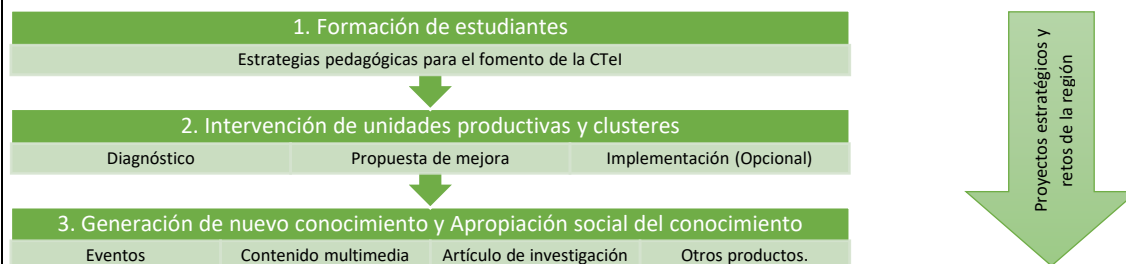 1. Formación de estudiantes
Estrategias pedagógicas para el fomento de la CTeI
2. Intervención de unidades productivas y clusteres
Diagnóstico
Propuesta de mejora
Implementación (Opcional)
3. Generación de nuevo conocimiento y Apropiación social del conocimiento
Eventos
Contenido multimedia
Artículo de investigación
Otros productos.
Proyectos estratégicos y
retos de la región